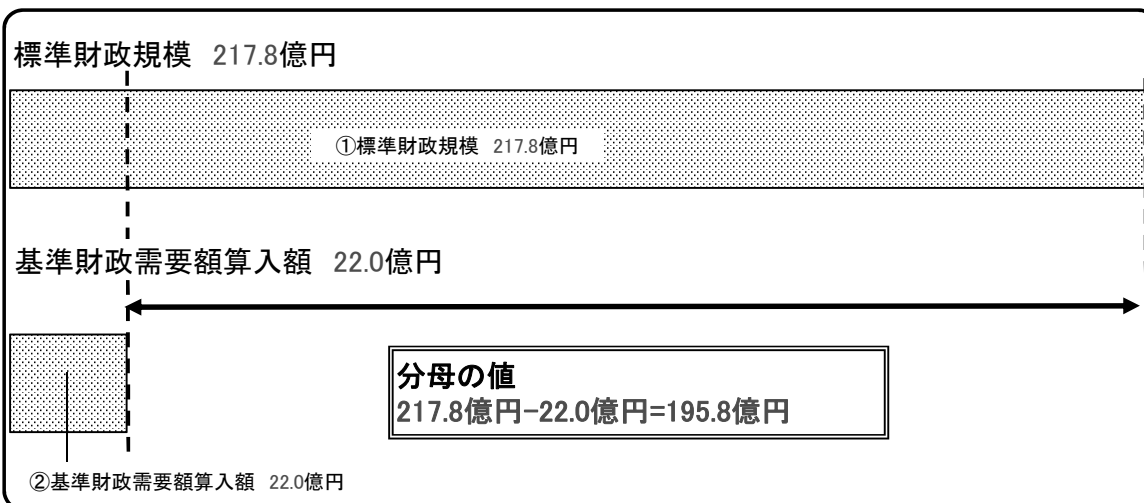 標準財政規模 217.8億円
①標準財政規模 217.8億円
基準財政需要額算入額 22.0億円
分母の値
217.8億円−22.0億円=195.8億円
②基準財政需要額算入額 22.0億円